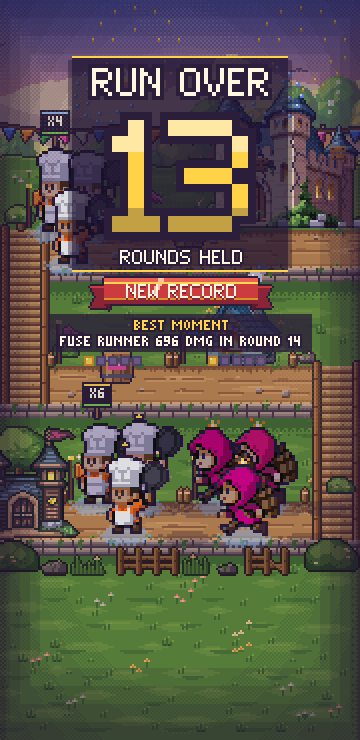 RUN OVER
X4
13
ROUNDS HELD
NEW RECORD
BEST MOMENT
FUSE RUNNER 696 DMG IN ROUND 14
X6